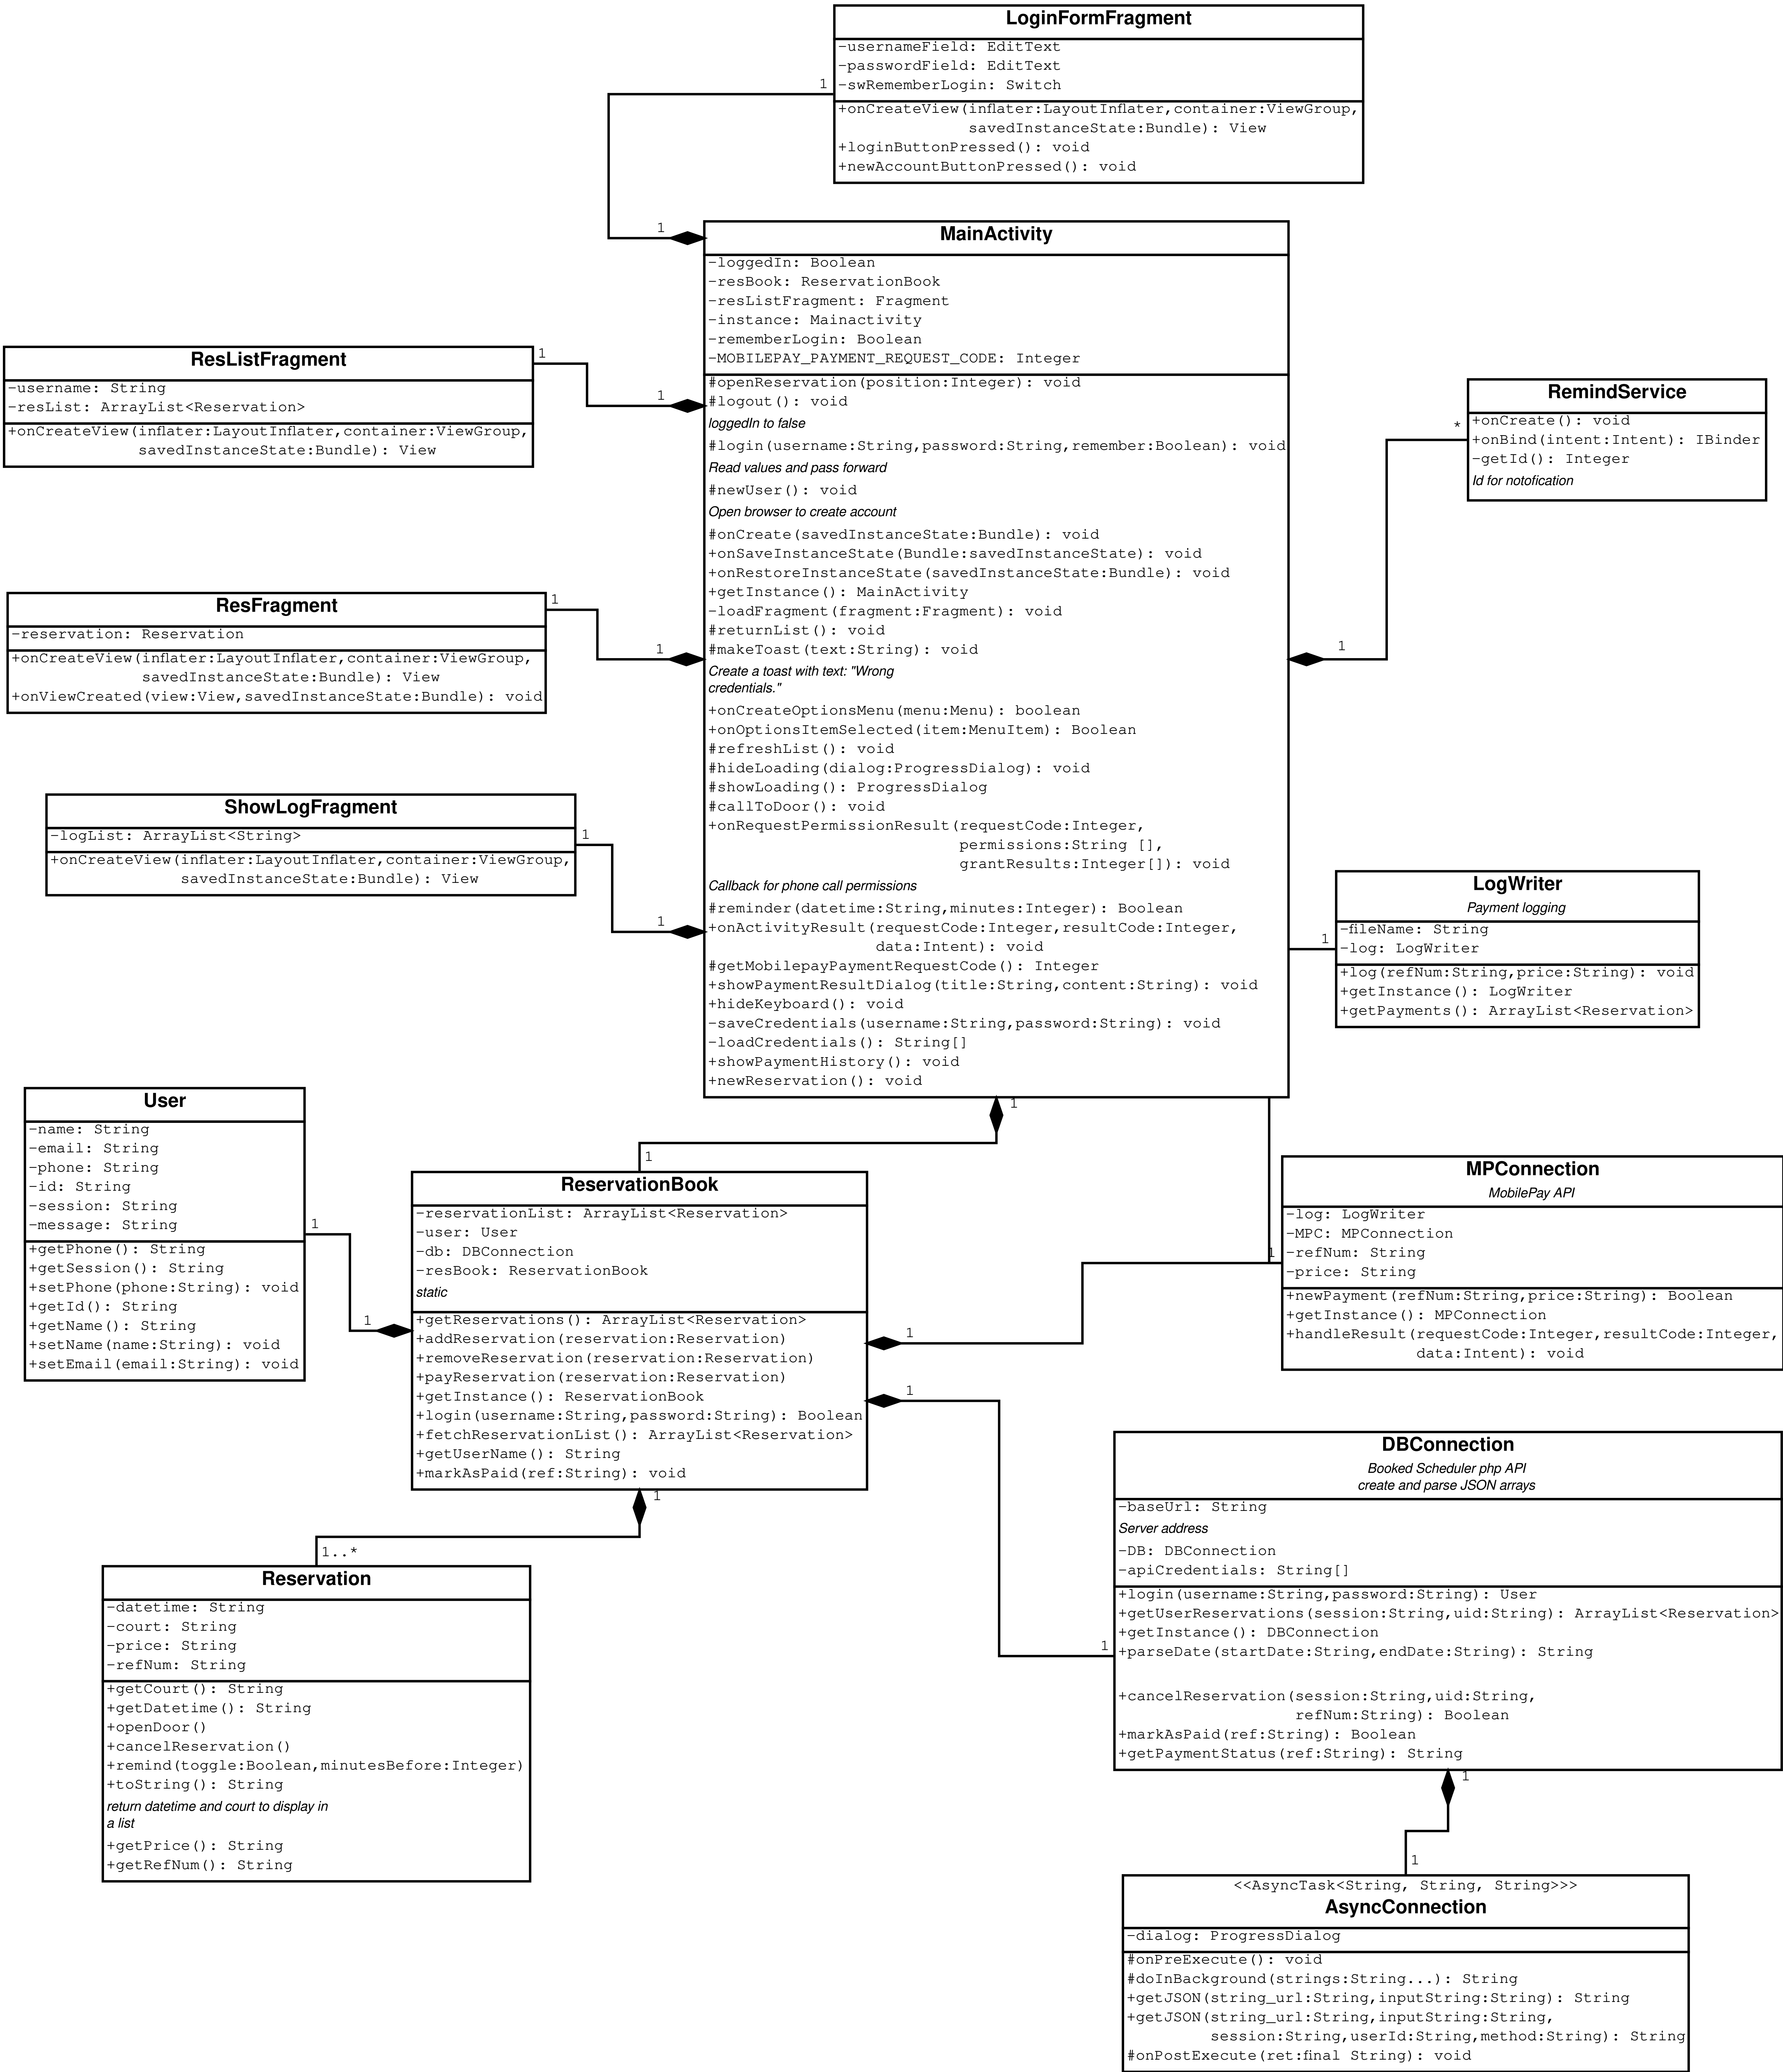 LoginFormFragment
-usernameField: EditText
-passwordField: EditText
-swRememberLogin: Switch
+onCreateView(inflater:LayoutInflater,container:ViewGroup,
savedInstanceState:Bundle): View
+loginButtonPressed(): void
+newAccountButtonPressed(): void
1
1
MainActivity
-loggedIn: Boolean
-resBook: ReservationBook
-resListFragment: Fragment
-instance: Mainactivity
-rememberLogin: Boolean
-MOBILEPAY_PAYMENT_REQUEST_CODE: Integer
#openReservation(position:Integer): void
#logout(): void
loggedIn to false
#login(username:String,password:String,remember:Boolean): void
Read values and pass forward
#newUser(): void
Open browser to create account
#onCreate(savedInstanceState:Bundle): void
+onSaveInstanceState(Bundle:savedInstanceState): void
+onRestoreInstanceState(savedInstanceState:Bundle): void
+getInstance(): MainActivity
-loadFragment(fragment:Fragment): void
#returnList(): void
#makeToast(text:String): void
Create a toast with text: "Wrong
credentials."
+onCreateOptionsMenu(menu:Menu): boolean
+onOptionsItemSelected(item:MenuItem): Boolean
#refreshList(): void
#hideLoading(dialog:ProgressDialog): void
#showLoading(): ProgressDialog
#callToDoor(): void
+onRequestPermissionResult(requestCode:Integer,
permissions:String [],
grantResults:Integer[]): void
Callback for phone call permissions
#reminder(datetime:String,minutes:Integer): Boolean
+onActivityResult(requestCode:Integer,resultCode:Integer,
data:Intent): void
#getMobilepayPaymentRequestCode(): Integer
+showPaymentResultDialog(title:String,content:String): void
+hideKeyboard(): void
-saveCredentials(username:String,password:String): void
-loadCredentials(): String[]
+showPaymentHistory(): void
+newReservation(): void
ResListFragment
-username: String
-resList: ArrayList<Reservation>
+onCreateView(inflater:LayoutInflater,container:ViewGroup,
savedInstanceState:Bundle): View
1
1
RemindService
+onCreate(): void
+onBind(intent:Intent): IBinder
-getId(): Integer
Id for notofication
*
1
ResFragment
-reservation: Reservation
+onCreateView(inflater:LayoutInflater,container:ViewGroup,
savedInstanceState:Bundle): View
+onViewCreated(view:View,savedInstanceState:Bundle): void
1
1
ShowLogFragment
-logList: ArrayList<String>
+onCreateView(inflater:LayoutInflater,container:ViewGroup,
savedInstanceState:Bundle): View
1
1
LogWriter
Payment logging
-fileName: String
-log: LogWriter
+log(refNum:String,price:String): void
+getInstance(): LogWriter
+getPayments(): ArrayList<Reservation>
1
User
-name: String
-email: String
-phone: String
-id: String
-session: String
-message: String
+getPhone(): String
+getSession(): String
+setPhone(phone:String): void
+getId(): String
+getName(): String
+setName(name:String): void
+setEmail(email:String): void
1
1
1
1
ReservationBook
-reservationList: ArrayList<Reservation>
-user: User
-db: DBConnection
-resBook: ReservationBook
static
+getReservations(): ArrayList<Reservation>
+addReservation(reservation:Reservation)
+removeReservation(reservation:Reservation)
+payReservation(reservation:Reservation)
+getInstance(): ReservationBook
+login(username:String,password:String): Boolean
+fetchReservationList(): ArrayList<Reservation>
+getUserName(): String
+markAsPaid(ref:String): void
1
1
1
MPConnection
MobilePay API
-log: LogWriter
-MPC: MPConnection
-refNum: String
-price: String
+newPayment(refNum:String,price:String): Boolean
+getInstance(): MPConnection
+handleResult(requestCode:Integer,resultCode:Integer,
data:Intent): void
1
DBConnection
Booked Scheduler php API
create and parse JSON arrays
-baseUrl: String
Server address
-DB: DBConnection
-apiCredentials: String[]
+login(username:String,password:String): User
+getUserReservations(session:String,uid:String): ArrayList<Reservation>
+getInstance(): DBConnection
+parseDate(startDate:String,endDate:String): String
+cancelReservation(session:String,uid:String,
refNum:String): Boolean
+markAsPaid(ref:String): Boolean
+getPaymentStatus(ref:String): String
1
1..*
Reservation
-datetime: String
-court: String
-price: String
-refNum: String
+getCourt(): String
+getDatetime(): String
+openDoor()
+cancelReservation()
+remind(toggle:Boolean,minutesBefore:Integer)
+toString(): String
return datetime and court to display in
a list
+getPrice(): String
+getRefNum(): String
1
1
<<AsyncTask<String, String, String>>>
AsyncConnection
-dialog: ProgressDialog
#onPreExecute(): void
#doInBackground(strings:String...): String
+getJSON(string_url:String,inputString:String): String
+getJSON(string_url:String,inputString:String,
session:String,userId:String,method:String): String
#onPostExecute(ret:final String): void